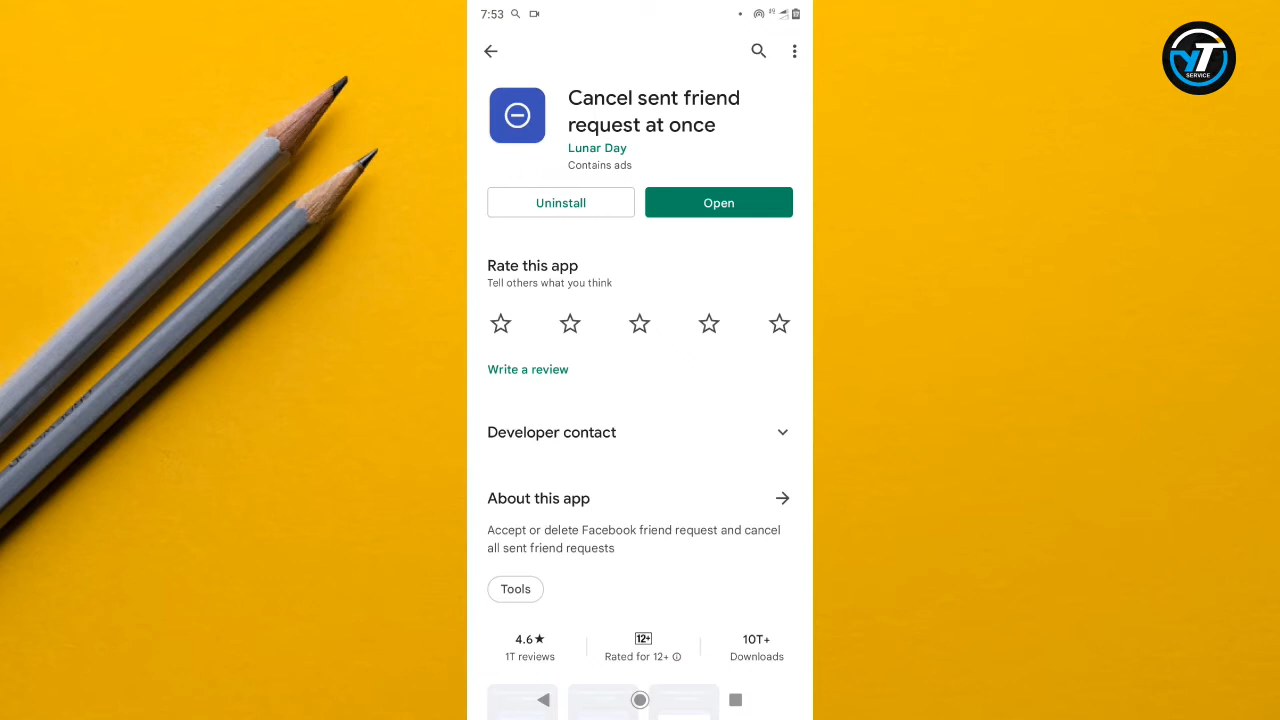 7:53
YT
SERVICE
Cancel sent friend
request at once
Lunar Day
Contains ads
Uninstall
Open
Rate this app
Tell others what you think
Write a review
Developer contact
About this app
Accept or delete Facebook friend request and cancel
all sent friend requests
Tools
4.6★
1T reviews
12+
Rated for 12+
10T+
Downloads